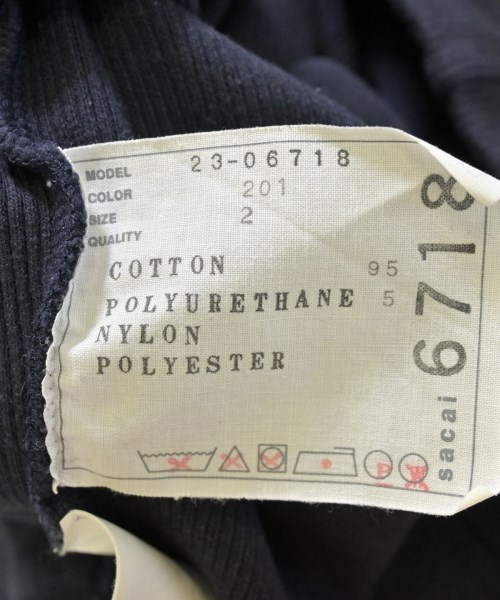 MODEL 23-06718
COLOR 201
SIZE 2
QUALITY
COTTON 95
POLYURETHANE 5
NYLON
POLYESTER
sacai 6718
P
W